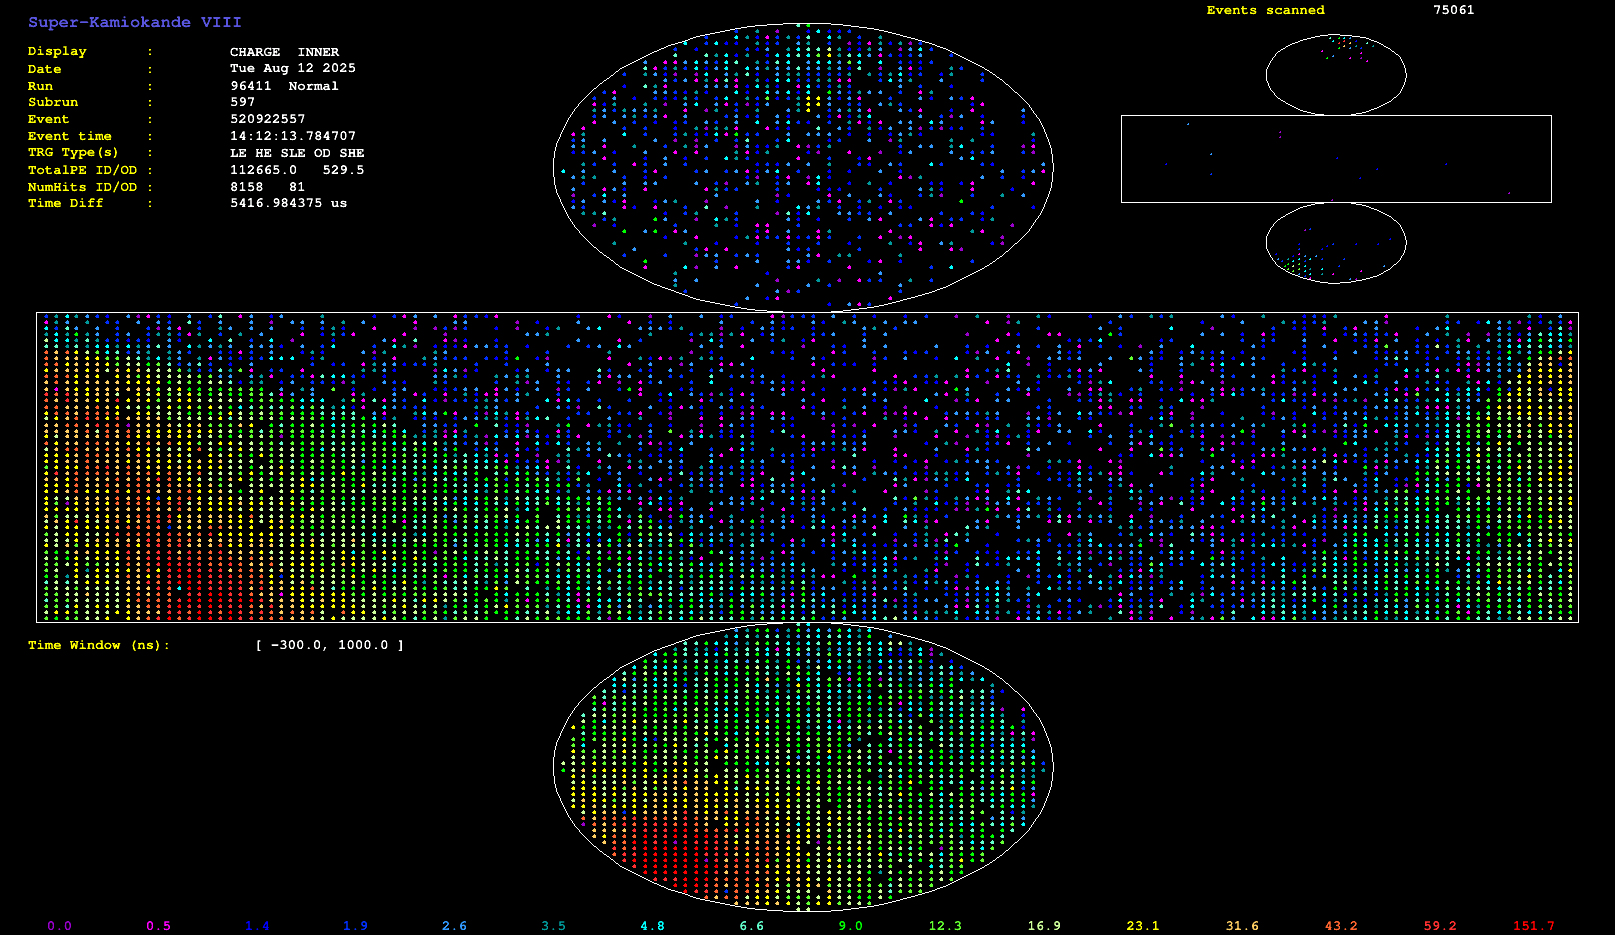 Super-Kamiokande VIII
Events scanned 75061
Display : CHARGE INNER
Date : Tue Aug 12 2025
Run : 96411 Normal
Subrun : 597
Event : 520922557
Event time : 14:12:13.784707
TRG Type(s) : LE HE SLE OD SHE
TotalPE ID/OD : 112665.0 529.5
NumHits ID/OD : 8158 81
Time Diff : 5416.984375 us
Time Window (ns): [ -300.0, 1000.0 ]
0.0 0.5 1.4 1.9 2.6 3.5 4.8 6.6 9.0 12.3 16.9 23.1 31.6 43.2 59.2 151.7